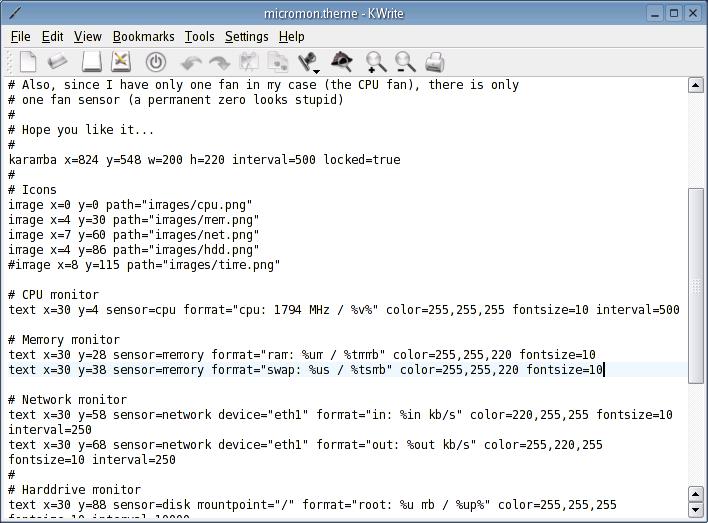 micromon.theme - KWrite
File Edit View Bookmarks Tools Settings Help
# Also, since I have only one fan in my case (the CPU fan), there is only
# one fan sensor (a permanent zero looks stupid)
#
# Hope you like it...
#
karamba x=824 y=548 w=200 h=220 interval=500 locked=true
#
# Icons
image x=0 y=0 path="images/cpu.png"
image x=4 y=30 path="images/mem.png"
image x=7 y=60 path="images/net.png"
image x=4 y=86 path="images/hdd.png"
#image x=8 y=115 path="images/time.png"
# CPU monitor
text x=30 y=4 sensor=cpu format="cpu: 1794 MHz / %v%" color=255,255,255 fontsize=10 interval=500
# Memory monitor
text x=30 y=28 sensor=memory format="ram: %um / %tmmb" color=255,255,220 fontsize=10
text x=30 y=38 sensor=memory format="swap: %us / %tsmb" color=255,255,220 fontsize=10
# Network monitor
text x=30 y=58 sensor=network device="eth1" format="in: %in kb/s" color=220,255,255 fontsize=10
interval=250
text x=30 y=68 sensor=network device="eth1" format="out: %out kb/s" color=255,220,255
fontsize=10 interval=250
#
# Harddrive monitor
text x=30 y=88 sensor=disk mountpoint="/" format="root: %u mb / %up%" color=255,255,255
fontsize=10 interval=10000